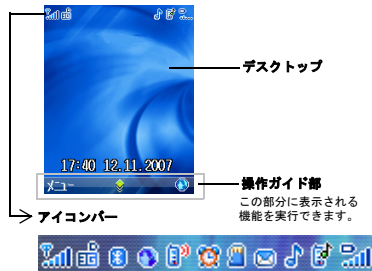 デスクトップ
17:40 12.11.2007
メニュー
操作ガイド部
この部分に表示される
機能を実行できます。
アイコンバー